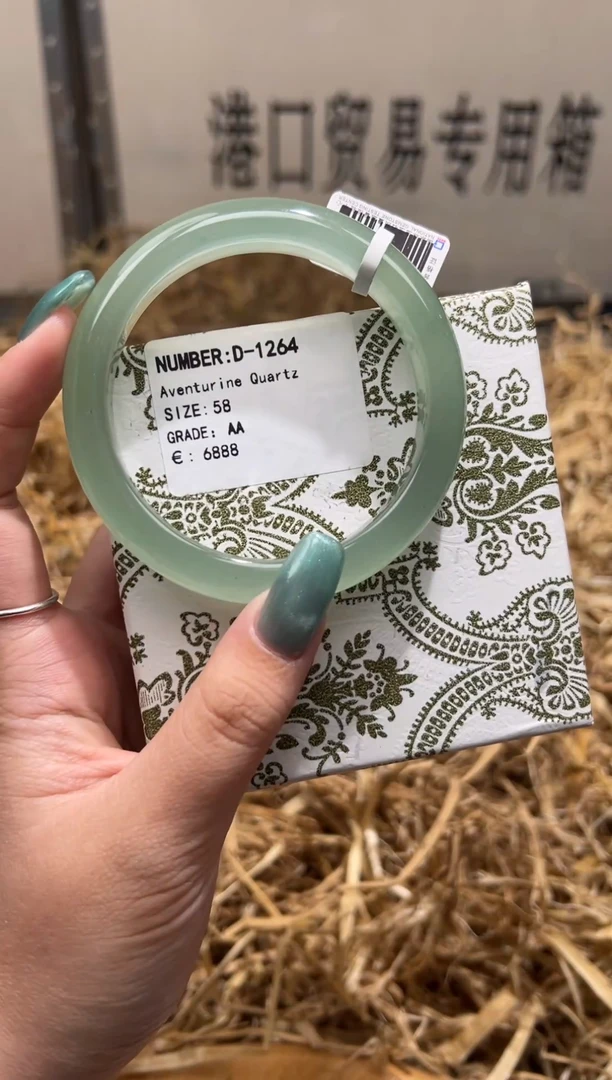 港口贸易专用箱
NUMBER:D-1264
Aventurine Quartz
SIZE:58
GRADE: AA
€: 6888